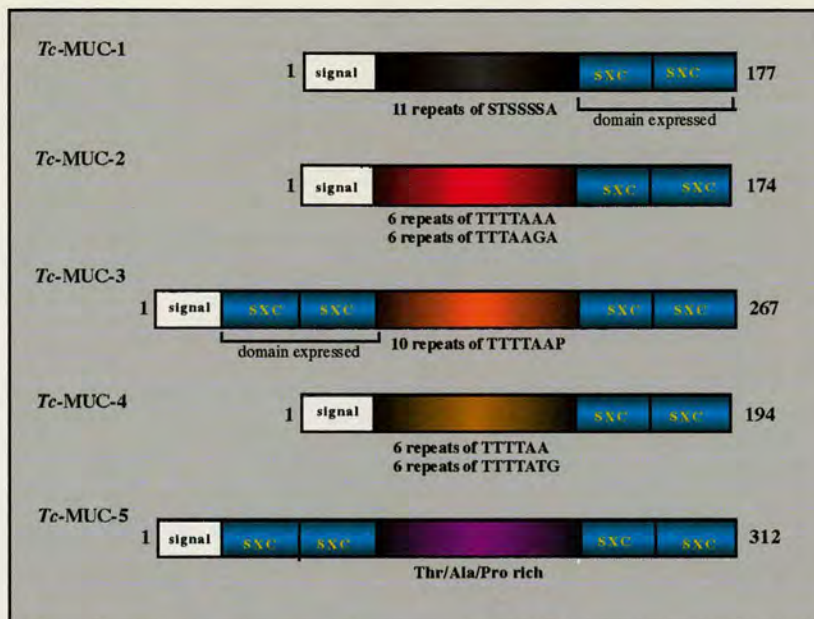 Tc-MUC-1
1 signal SXC SXC 177
11 repeats of STSSSSA domain expressed
Tc-MUC-2
1 signal SXC SXC 174
6 repeats of TTTTAAA
6 repeats of TTTAAGA
Tc-MUC-3
1 signal SXC SXC SXC SXC 267
domain expressed 10 repeats of TTTTAAP
Tc-MUC-4
1 signal SXC SXC 194
6 repeats of TTTTAA
6 repeats of TTTTATG
Tc-MUC-5
1 signal SXC SXC SXC SXC 312
Thr/Ala/Pro rich